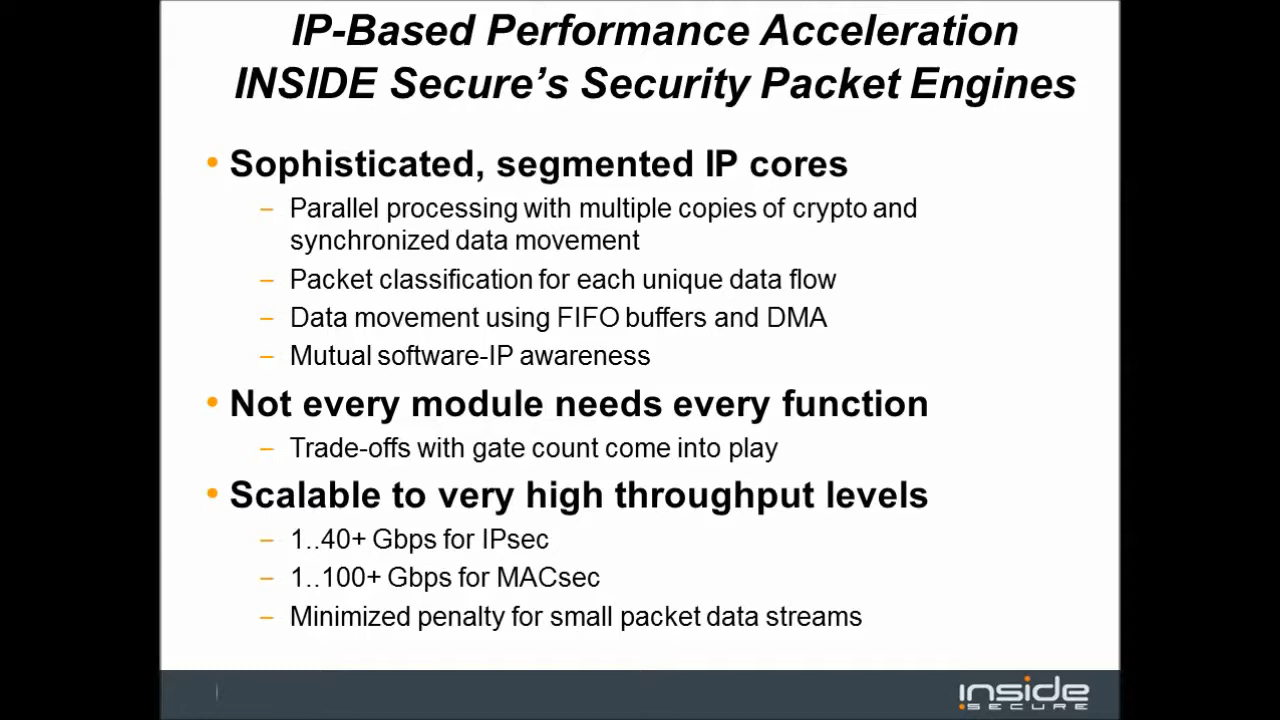 IP-Based Performance Acceleration
INSIDE Secure’s Security Packet Engines
• Sophisticated, segmented IP cores
– Parallel processing with multiple copies of crypto and
synchronized data movement
– Packet classification for each unique data flow
– Data movement using FIFO buffers and DMA
– Mutual software-IP awareness
• Not every module needs every function
– Trade-offs with gate count come into play
• Scalable to very high throughput levels
– 1..40+ Gbps for IPsec
– 1..100+ Gbps for MACsec
– Minimized penalty for small packet data streams
inside
SECURE